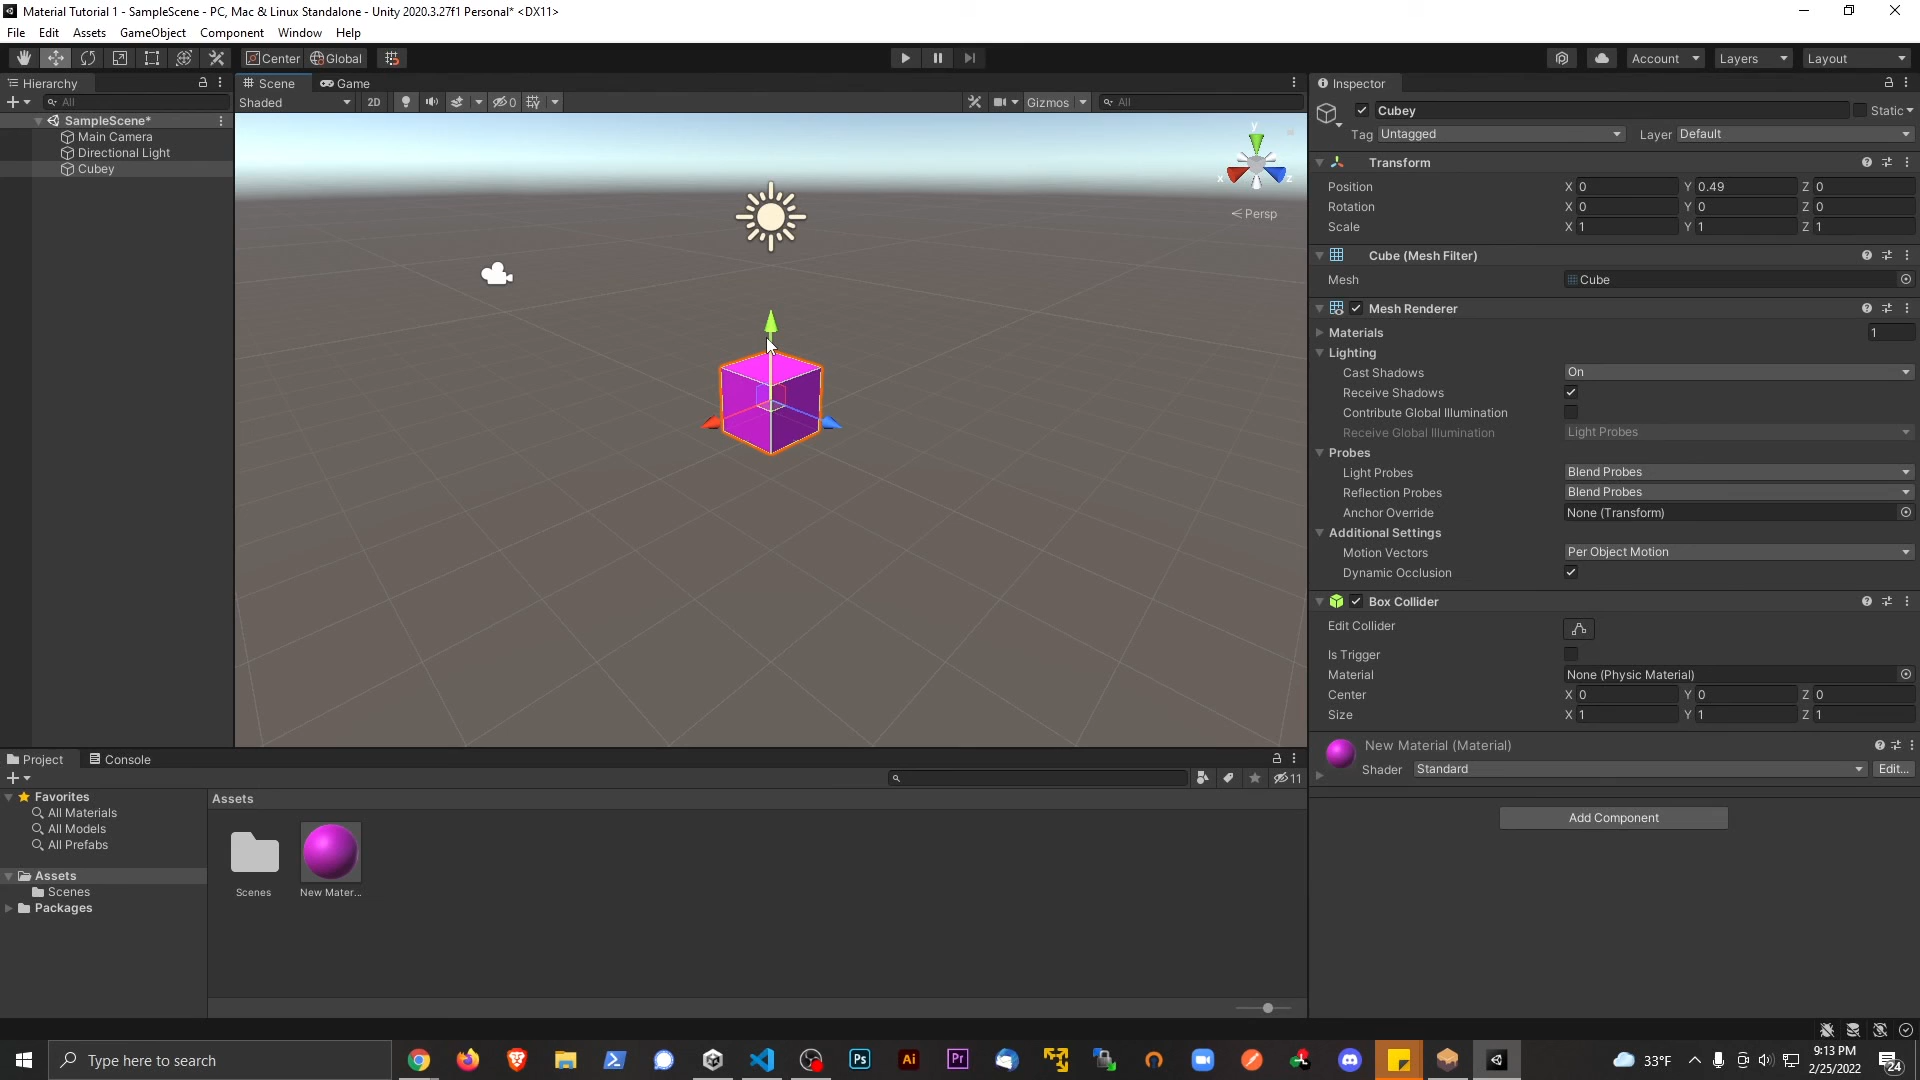 Material Tutorial 1 - SampleScene - PC, Mac & Linux Standalone - Unity 2020.3.27f1 Personal* <DX11>
File Edit Assets GameObject Component Window Help
Center Global Account Layers Layout
Hierarchy
All
SampleScene*
Main Camera
Directional Light
Cubey
Scene Game
Shaded 2D 0 Gizmos All
y
x z
Persp
Inspector
Cubey Static
Tag Untagged Layer Default
Transform
Position X 0 Y 0.49 Z 0
Rotation X 0 Y 0 Z 0
Scale X 1 Y 1 Z 1
Cube (Mesh Filter)
Mesh Cube
Mesh Renderer
Materials 1
Lighting
Cast Shadows On
Receive Shadows
Contribute Global Illumination
Receive Global Illumination Light Probes
Probes
Light Probes Blend Probes
Reflection Probes Blend Probes
Anchor Override None (Transform)
Additional Settings
Motion Vectors Per Object Motion
Dynamic Occlusion
Box Collider
Edit Collider
Is Trigger
Material None (Physic Material)
Center X 0 Y 0 Z 0
Size X 1 Y 1 Z 1
New Material (Material)
Shader Standard Edit...
Add Component
Project Console
11
Favorites
All Materials
All Models
All Prefabs
Assets
Scenes
Packages
Assets
Scenes New Mater...
Type here to search
Ps Ai Pr
33°F
9:13 PM
2/25/2022
24